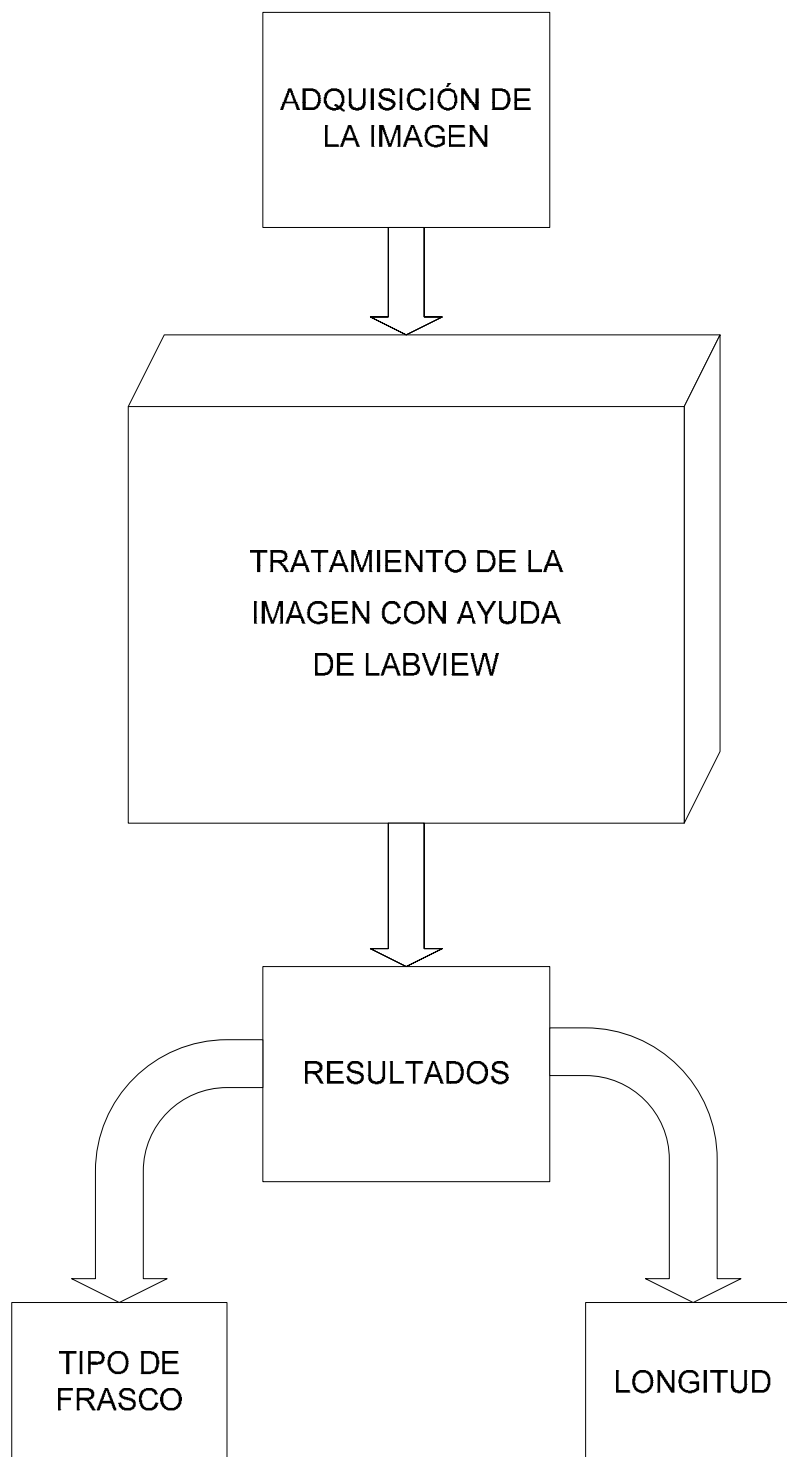 ADQUISICIÓN DE
LA IMAGEN
TRATAMIENTO DE LA
IMAGEN CON AYUDA
DE LABVIEW
RESULTADOS
TIPO DE
FRASCO
LONGITUD